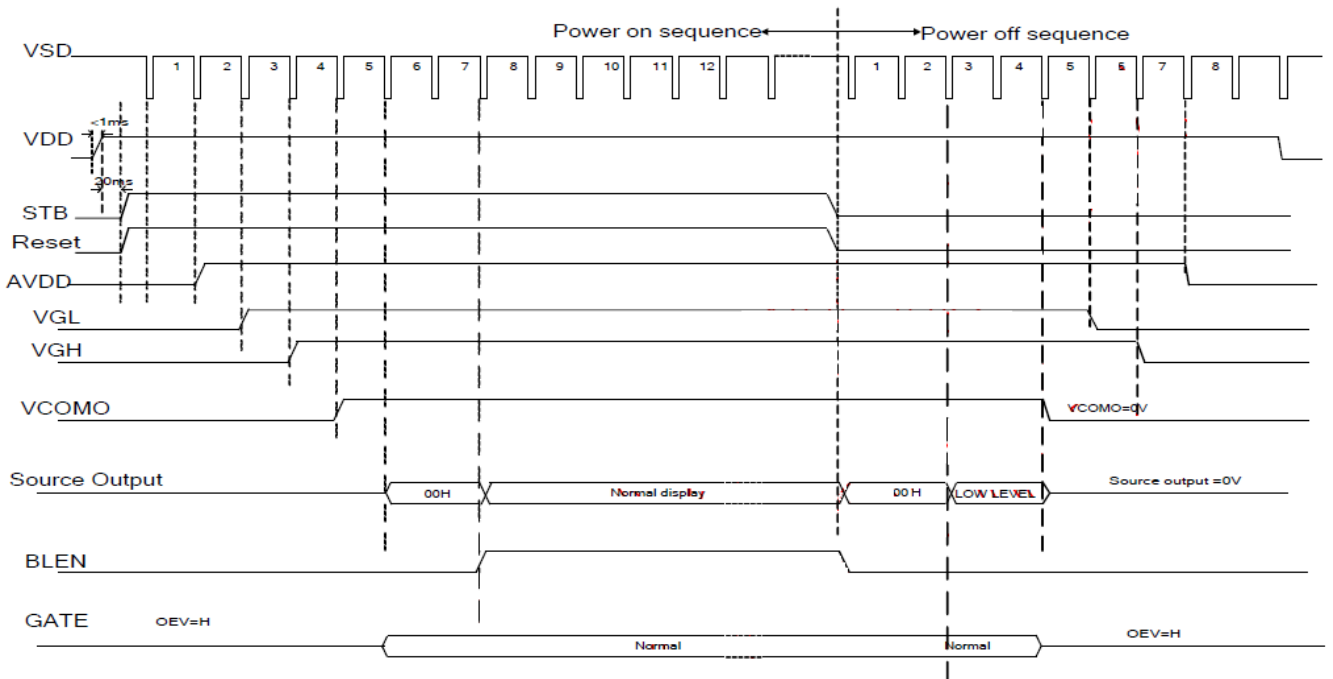 Power on sequence Power off sequence
VSD
1 2 3 4 5 6 7 8 9 10 11 12 1 2 3 4 5 6 7 8
<1ms
VDD
20ms
STB
Reset
AVDD
VGL
VGH
VCOMO
VCOMO=0V
Source Output
00H Normal display 00 H LOW LEVEL Source output =0V
BLEN
GATE OEV=H Normal Normal OEV=H